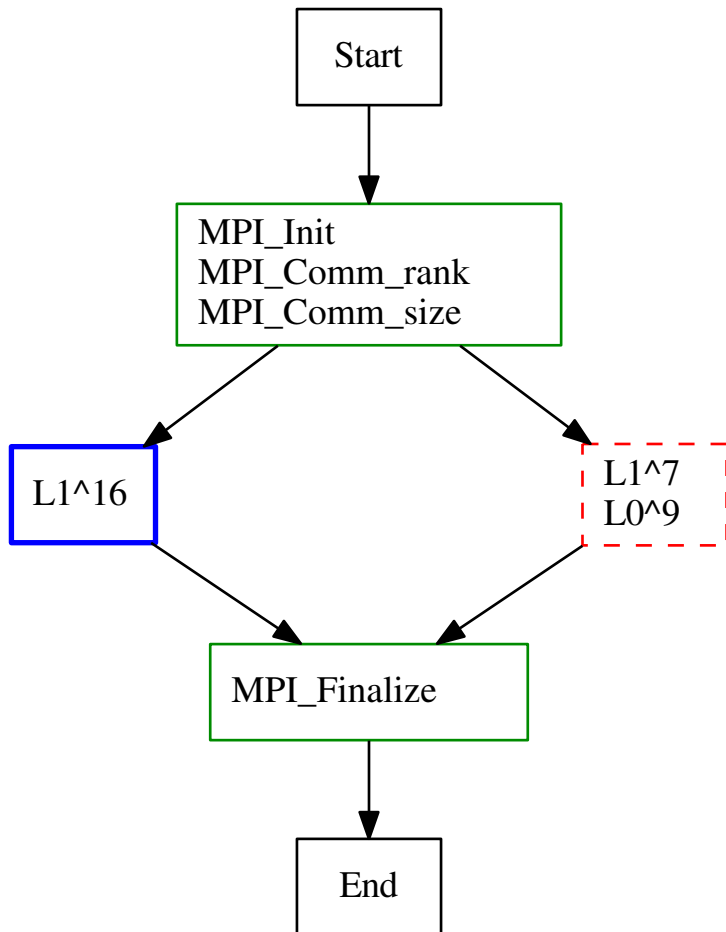 Start
MPI_Init
MPI_Comm_rank
MPI_Comm_size
L1^16
L1^7
L0^9
MPI_Finalize
End